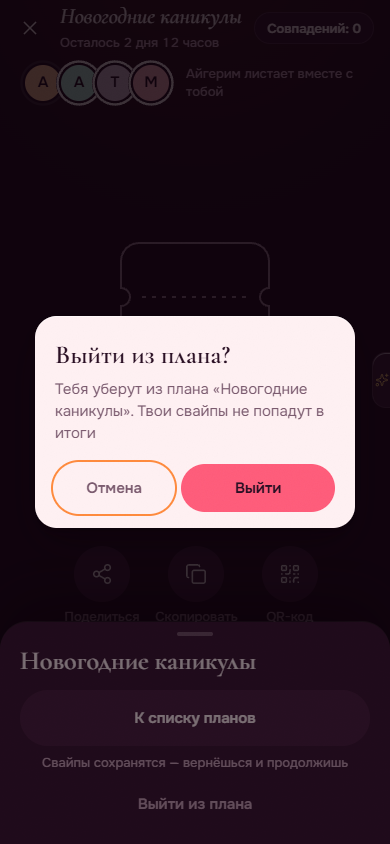 Новогодние каникулы
Осталось 2 дня 12 часов
Совпадений: 0
А
А
Т
М
Айгерим листает вместе с
тобой
Выйти из плана?
Тебя уберут из плана «Новогодние
каникулы». Твои свайпы не попадут в
итоги
Отмена
Выйти
Поделиться
Скопировать
QR-код
Новогодние каникулы
К списку планов
Свайпы сохранятся — вернёшься и продолжишь
Выйти из плана